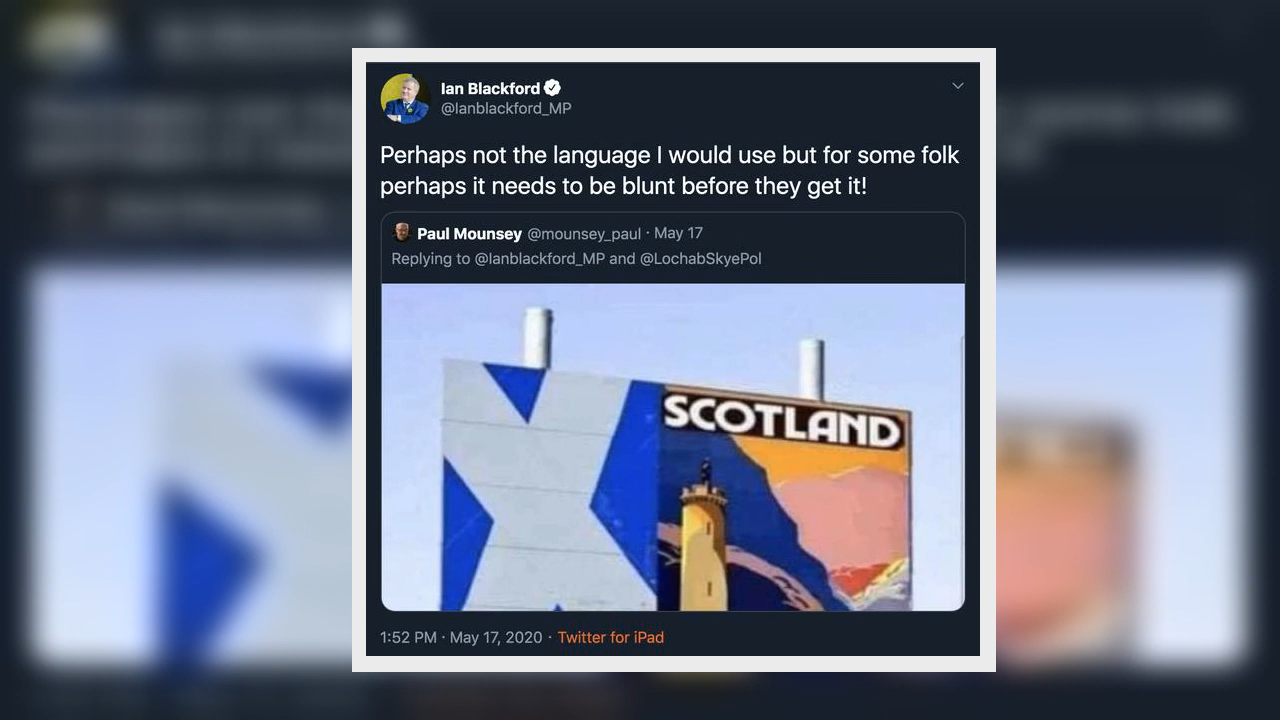 Ian Blackford
@Ianblackford_MP
Perhaps not the language I would use but for some folk
perhaps it needs to be blunt before they get it!
Paul Mounsey @mounsey_paul · May 17
Replying to @Ianblackford_MP and @LochabSkyePol
SCOTLAND
1:52 PM · May 17, 2020 · Twitter for iPad